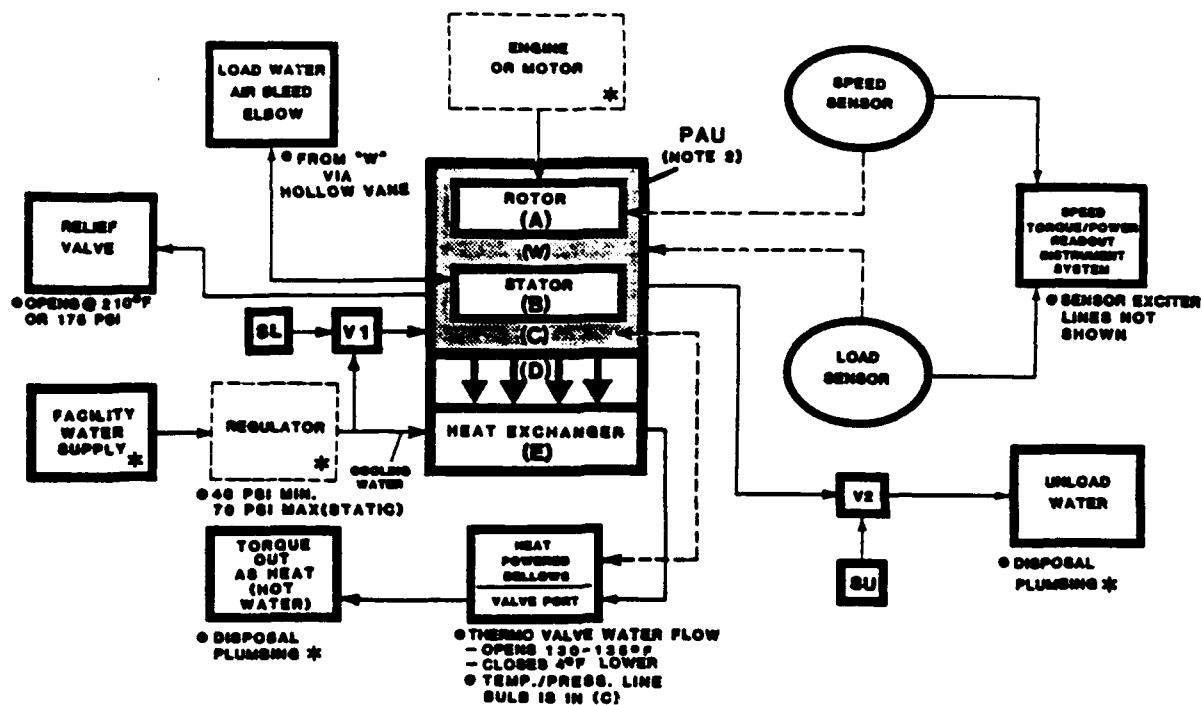 LOAD WATER
AIR BLEED
ELBOW
ENGINE
OR MOTOR
*
SPEED
SENSOR
PAU
(NOTE 2)
● FROM "W"
VIA
HOLLOW VANE
ROTOR
(A)
(W)
RELIEF
VALVE
STATOR
(B)
(C)
(D)
SPEED
TORQUE/POWER
READOUT
INSTRUMENT
SYSTEM
● OPENS @ 210°F
OR 175 PSI
● SENSOR EXCITER
LINES NOT
SHOWN
SL
V1
LOAD
SENSOR
FACILITY
WATER
SUPPLY *
REGULATOR
*
COOLING
WATER
HEAT EXCHANGER
(E)
● 40 PSI MIN.
70 PSI MAX(STATIC)
V2
UNLOAD
WATER
SU
● DISPOSAL
PLUMBING *
TORQUE
OUT
AS HEAT
(HOT
WATER)
HEAT
POWERED
BELLOWS
VALVE PORT
● DISPOSAL
PLUMBING *
● THERMO VALVE WATER FLOW
– OPENS 130-135°F
– CLOSES 4°F LOWER
● TEMP./PRESS. LINE
BULB IS IN (C)